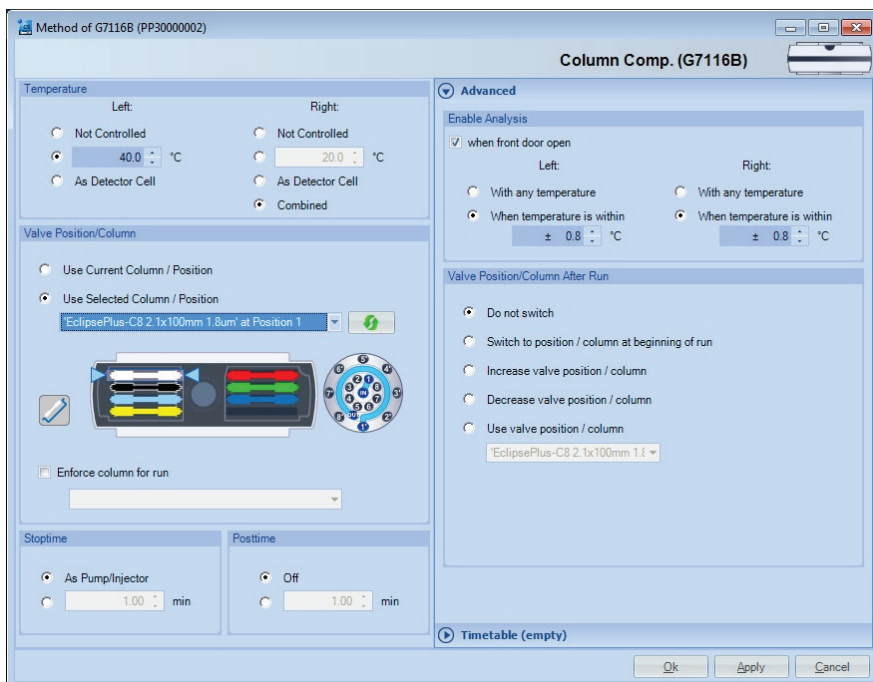 Method of G7116B (PP30000002)
Column Comp. (G7116B)
Temperature
Left:
Right:
Not Controlled
Not Controlled
40.0 °C
20.0 °C
As Detector Cell
As Detector Cell
Combined
Valve Position/Column
Use Current Column / Position
Use Selected Column / Position
'EclipsePlus-C8 2.1x100mm 1.8um' at Position 1
Enforce column for run
Stoptime
As Pump/Injector
1.00 min
Posttime
Off
1.00 min
Advanced
Enable Analysis
when front door open
Left:
Right:
With any temperature
With any temperature
When temperature is within
When temperature is within
± 0.8 °C
± 0.8 °C
Valve Position/Column After Run
Do not switch
Switch to position / column at beginning of run
Increase valve position / column
Decrease valve position / column
Use valve position / column
'EclipsePlus-C8 2.1x100mm 1.8
Timetable (empty)
Ok
Apply
Cancel